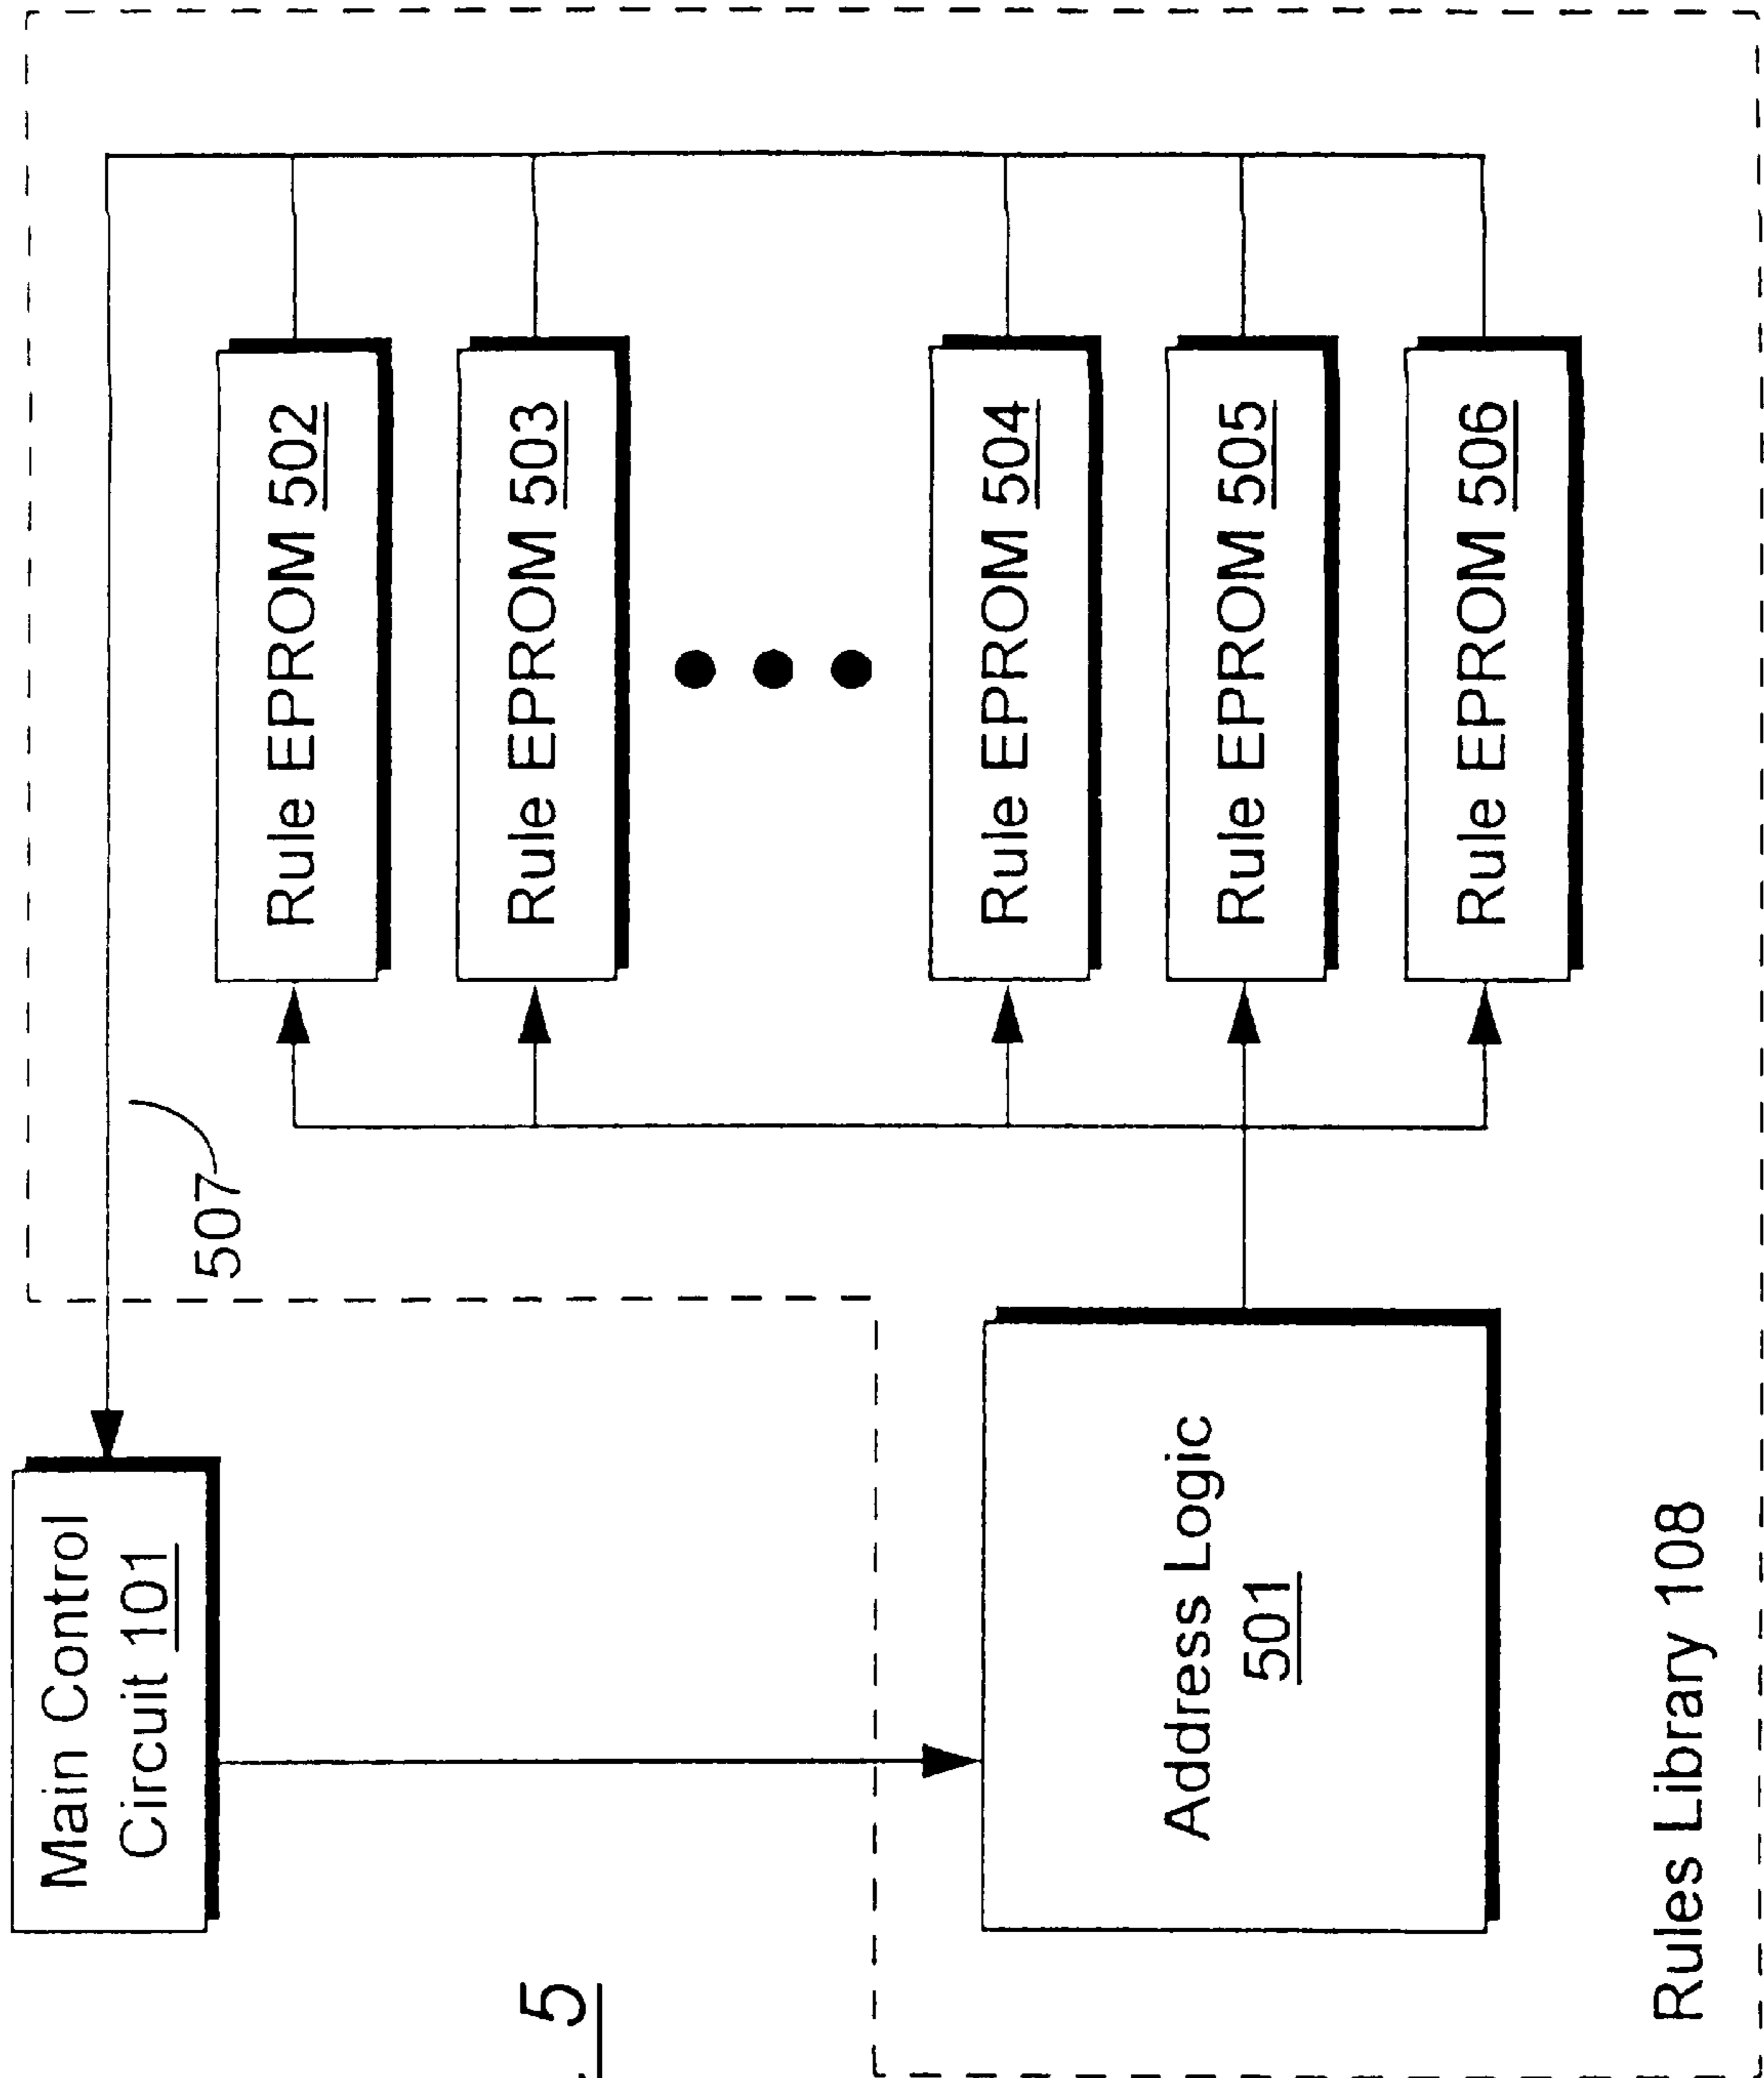 Main Control
Circuit 101
507
Rule EPROM 502
Rule EPROM 503
Rule EPROM 504
Rule EPROM 505
Rule EPROM 506
Address Logic
501
Rules Library 108
5